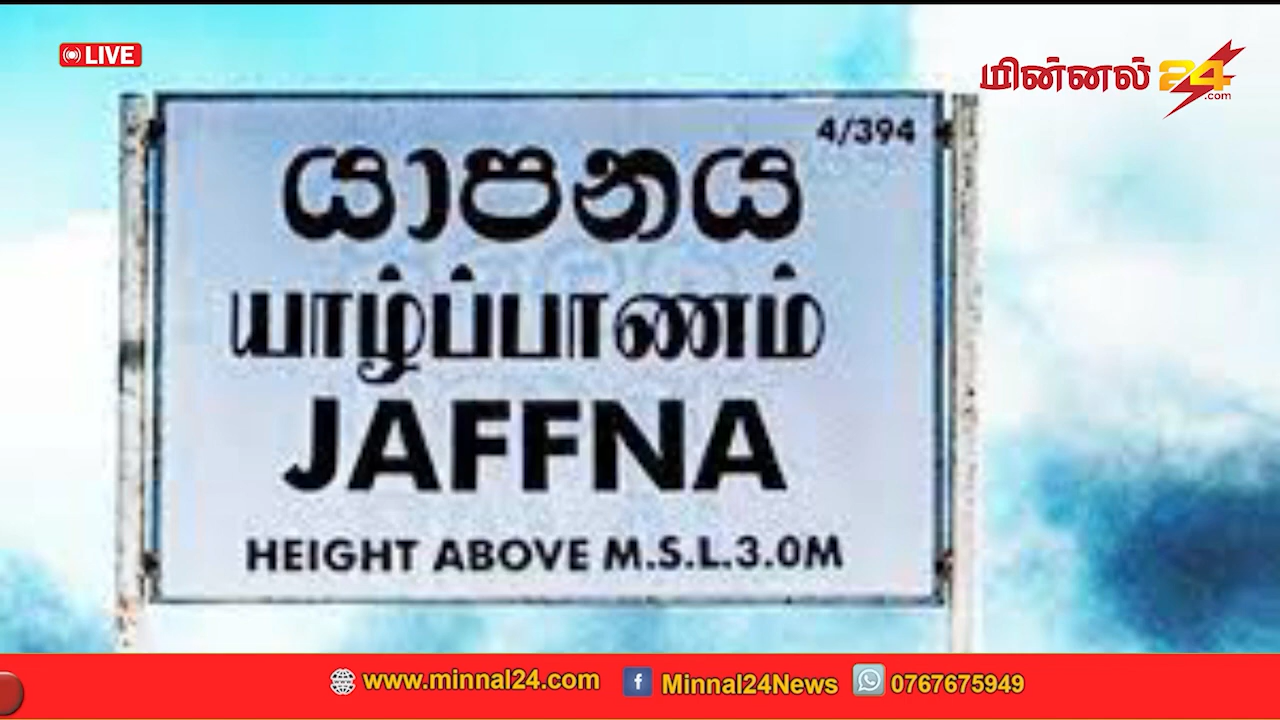 LIVE
மின்னல் 24
.com
4/394
යාපනය
யாழ்ப்பாணம்
JAFFNA
HEIGHT ABOVE M.S.L.3.0M
www.minnal24.com Minnal24News 0767675949